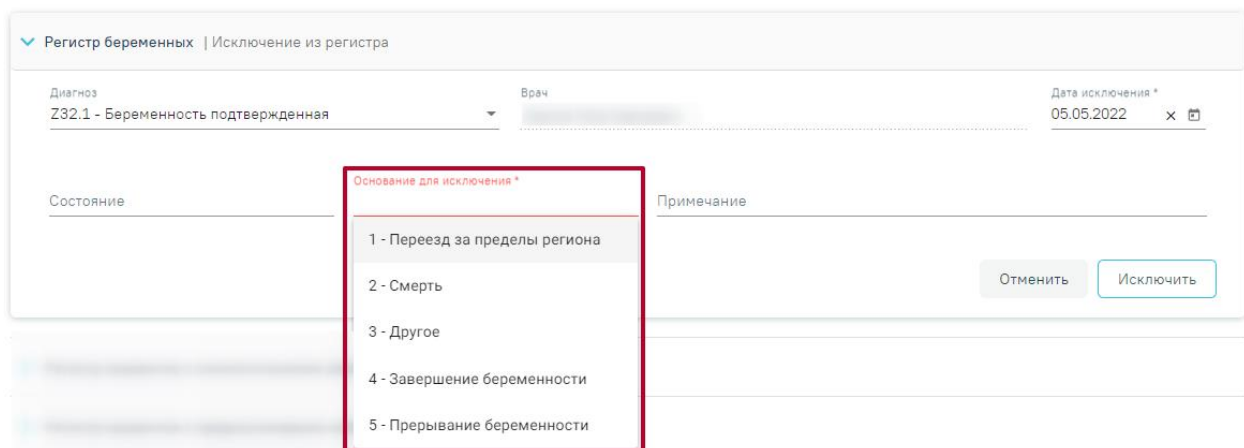 Регистр беременных | Исключение из регистра
Диагноз Врач Дата исключения *
Z32.1 - Беременность подтвержденная 05.05.2022
Основание для исключения *
Состояние Примечание
1 - Переезд за пределы региона
Отменить Исключить
2 - Смерть
3 - Другое
4 - Завершение беременности
5 - Прерывание беременности